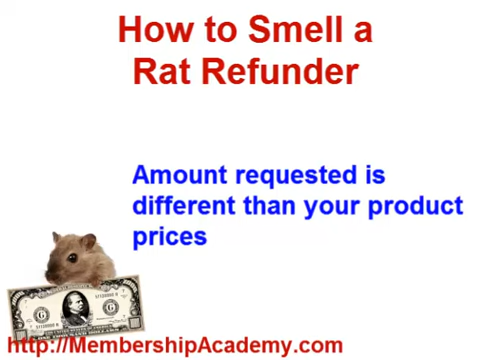 How to Smell a
Rat Refunder
Amount requested is
different than your product
prices
http://MembershipAcademy.com